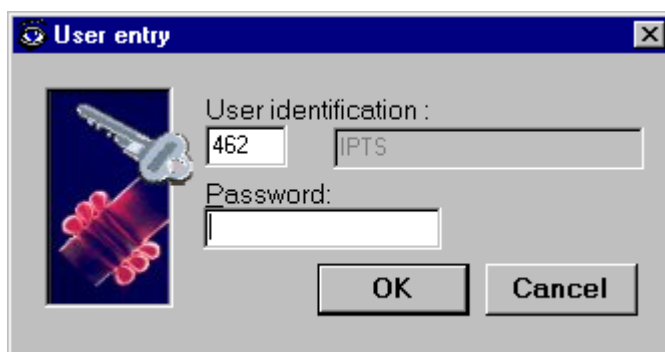 User entry
User identification :
462 IPTS
Password:
OK Cancel